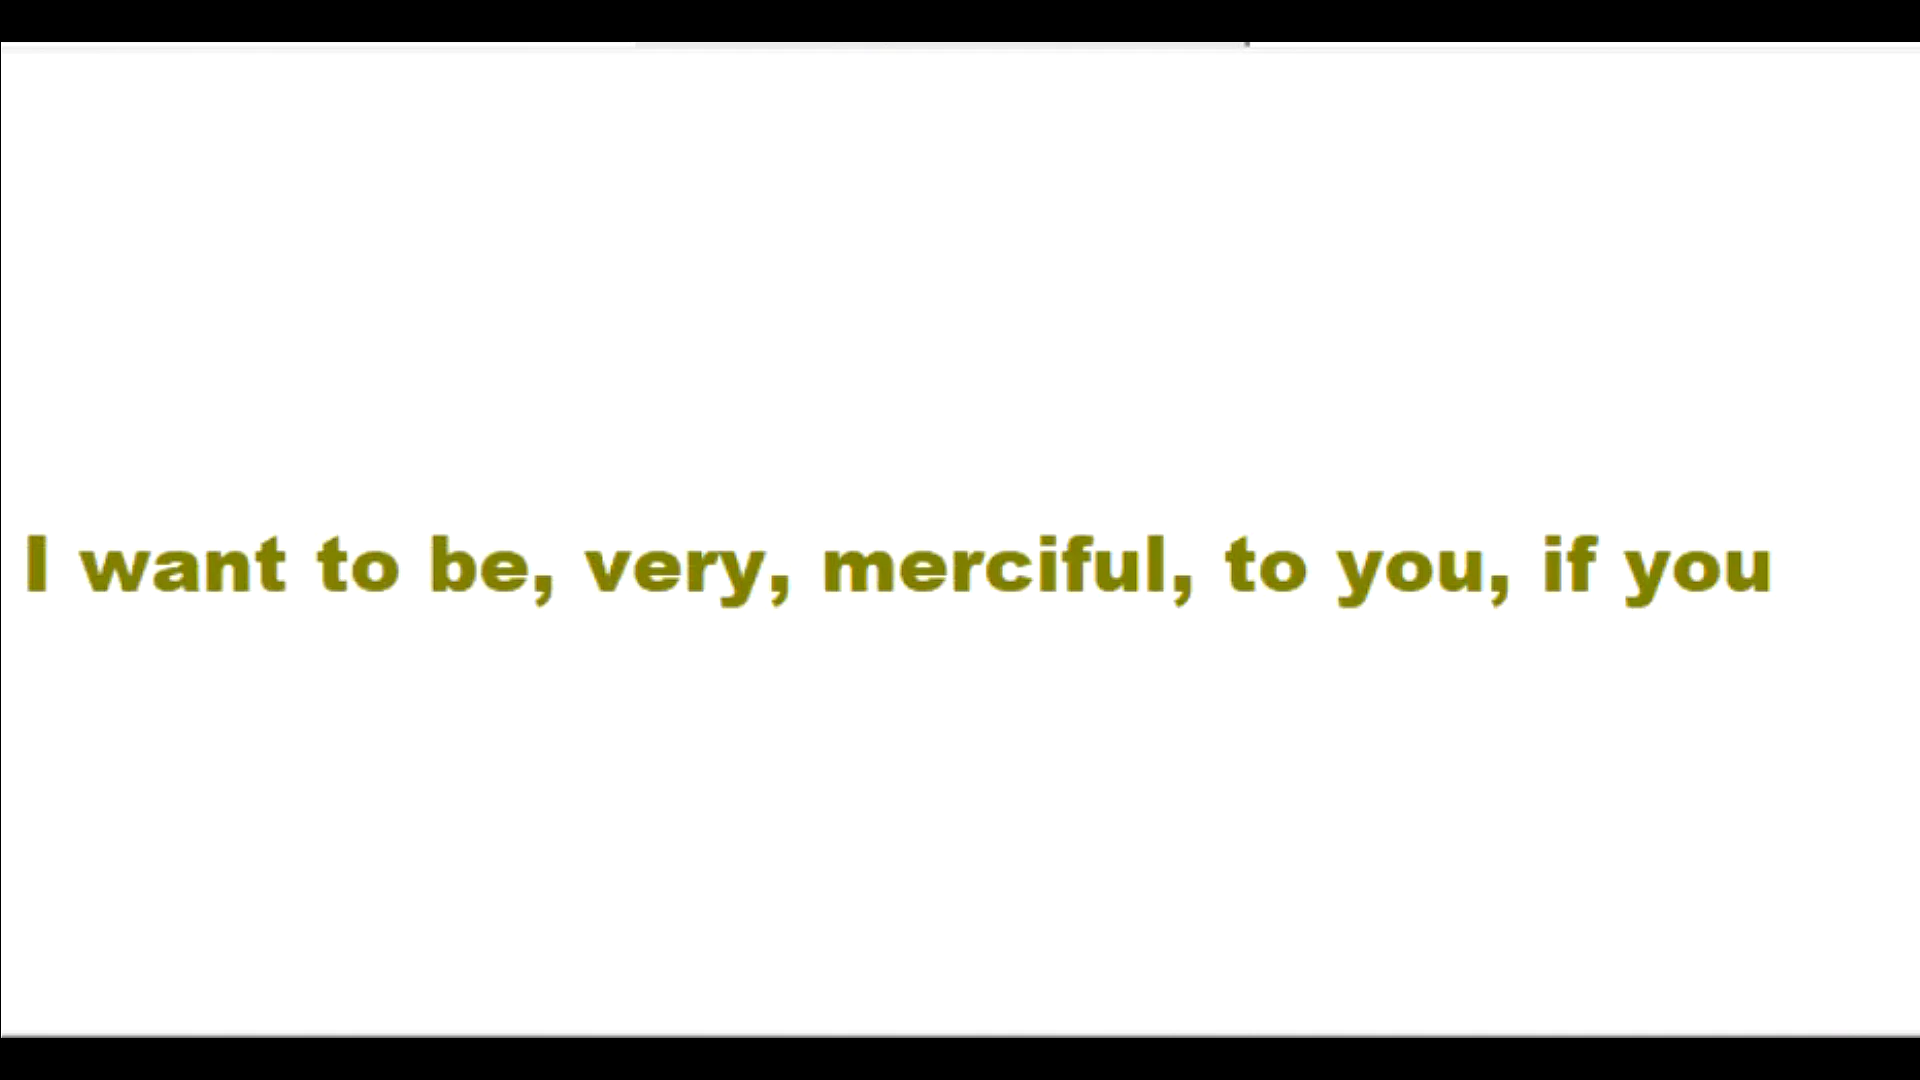 I want to be, very, merciful, to you, if you